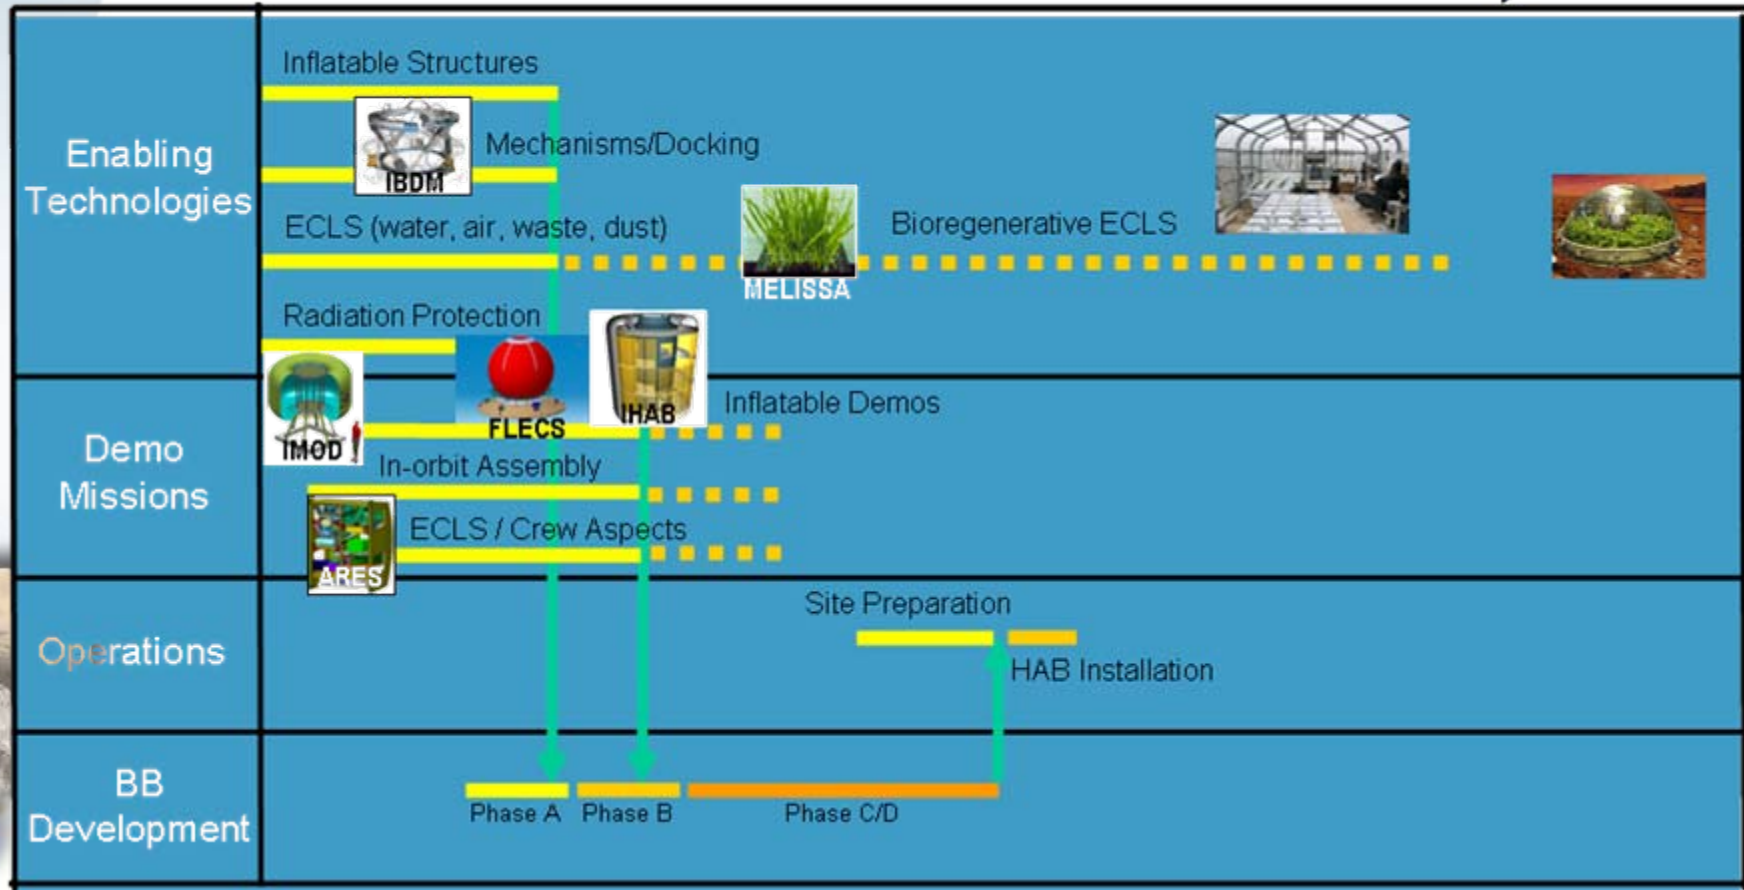 Enabling
Technologies
Inflatable Structures
IBDM
Mechanisms/Docking
ECLS (water, air, waste, dust)
MELISSA
Bioregenerative ECLS
Radiation Protection
Demo
Missions
IMOD
FLECS
IHAB
Inflatable Demos
In-orbit Assembly
ARES
ECLS / Crew Aspects
Operations
Site Preparation
HAB Installation
BB
Development
Phase A
Phase B
Phase C/D